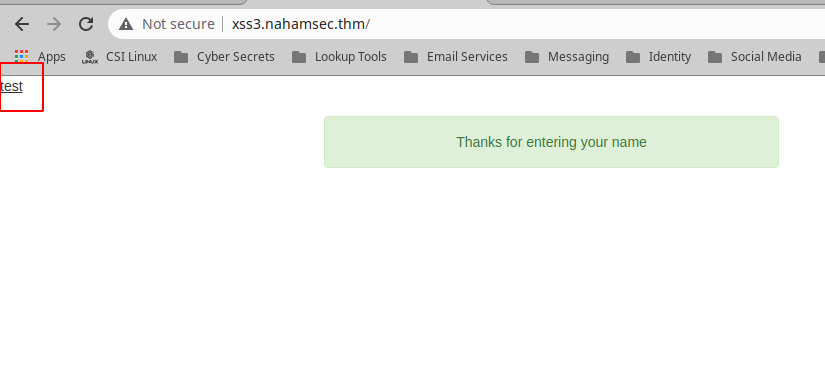 Not secure | xss3.nahamsec.thm/
Apps CSI Linux Cyber Secrets Lookup Tools Email Services Messaging Identity Social Media
test
Thanks for entering your name